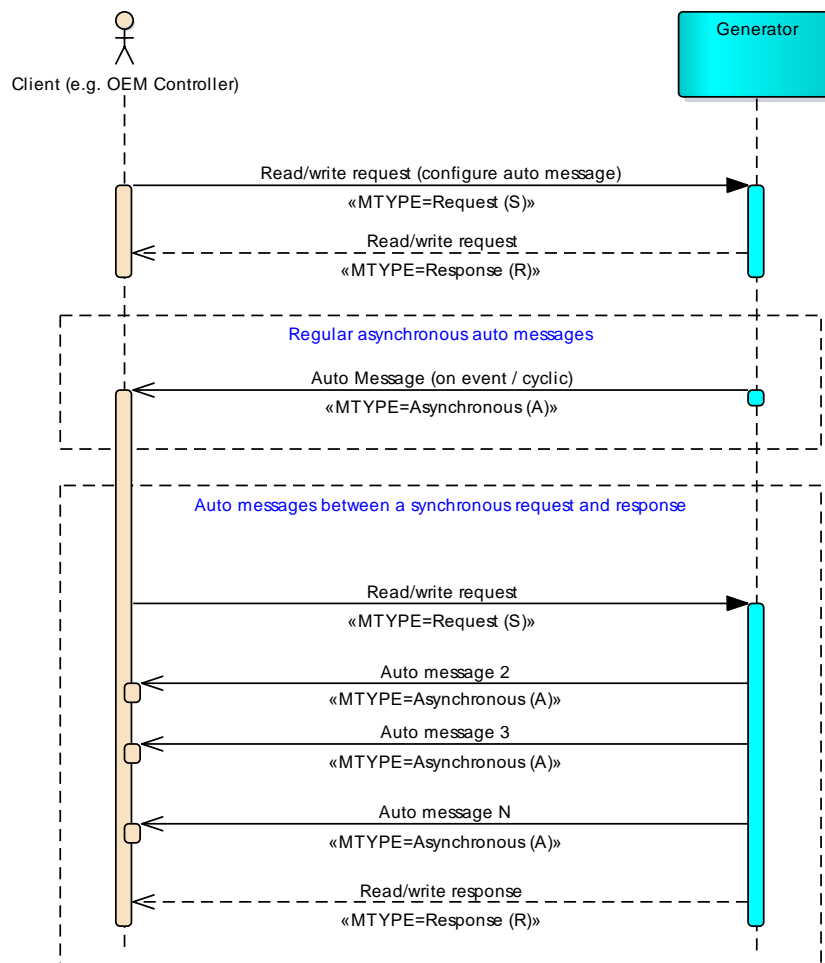 Generator
Client (e.g. OEM Controller)
Read/write request (configure auto message)
«MTYPE=Request (S)»
Read/write request
«MTYPE=Response (R)»
Regular asynchronous auto messages
Auto Message (on event / cyclic)
«MTYPE=Asynchronous (A)»
Auto messages between a synchronous request and response
Read/write request
«MTYPE=Request (S)»
Auto message 2
«MTYPE=Asynchronous (A)»
Auto message 3
«MTYPE=Asynchronous (A)»
Auto message N
«MTYPE=Asynchronous (A)»
Read/write response
«MTYPE=Response (R)»